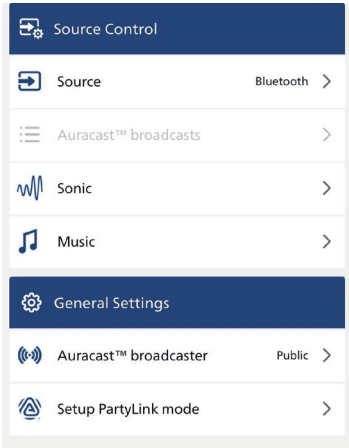 Source Control
Source Bluetooth
Auracast™ broadcasts
Sonic
Music
General Settings
Auracast™ broadcaster Public
Setup PartyLink mode